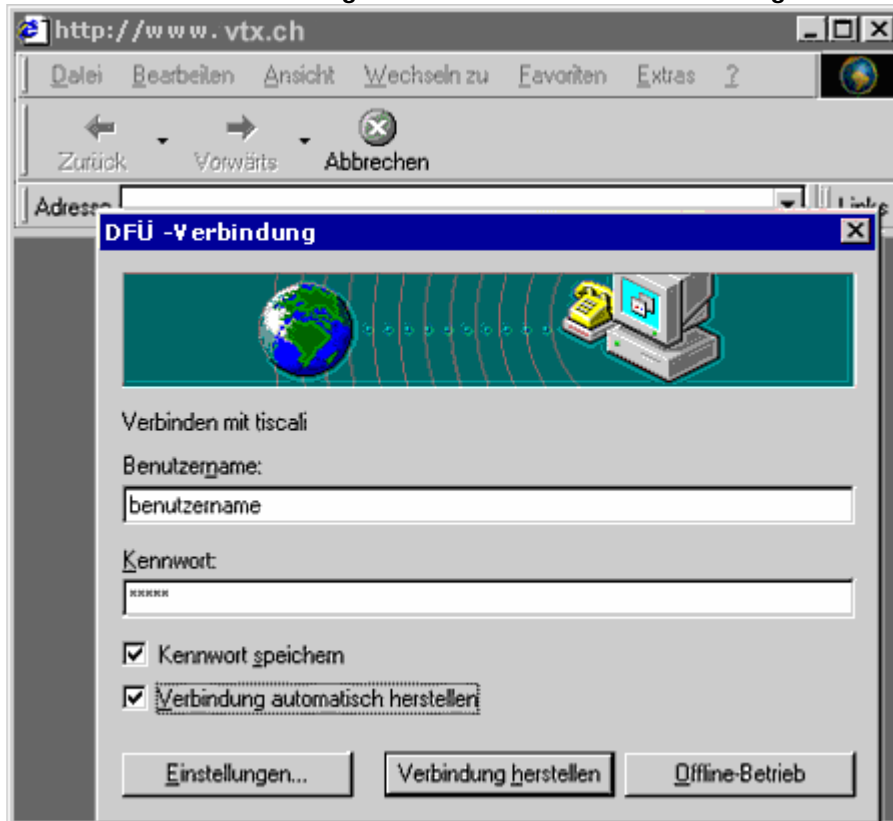 http://www.vtx.ch
Datei Bearbeiten Ansicht Wechseln zu Favoriten Extras ?
Zurück Vorwärts Abbrechen
Adresse Links
DFÜ -Verbindung
Verbinden mit tiscali
Benutzername:
benutzername
Kennwort:
*****
Kennwort speichern
Verbindung automatisch herstellen
Einstellungen... Verbindung herstellen Offline-Betrieb